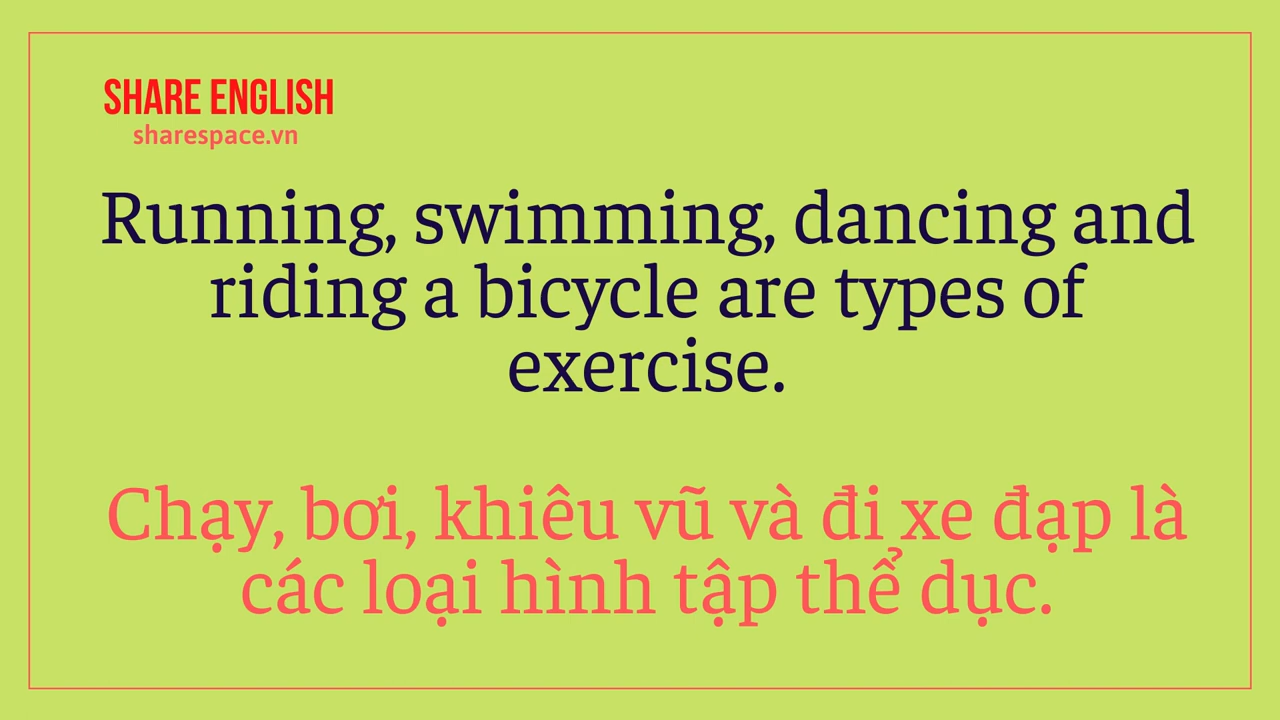 SHARE ENGLISH
sharespace.vn
Running, swimming, dancing and
riding a bicycle are types of
exercise.
Chạy, bơi, khiêu vũ và đi xe đạp là
các loại hình tập thể dục.